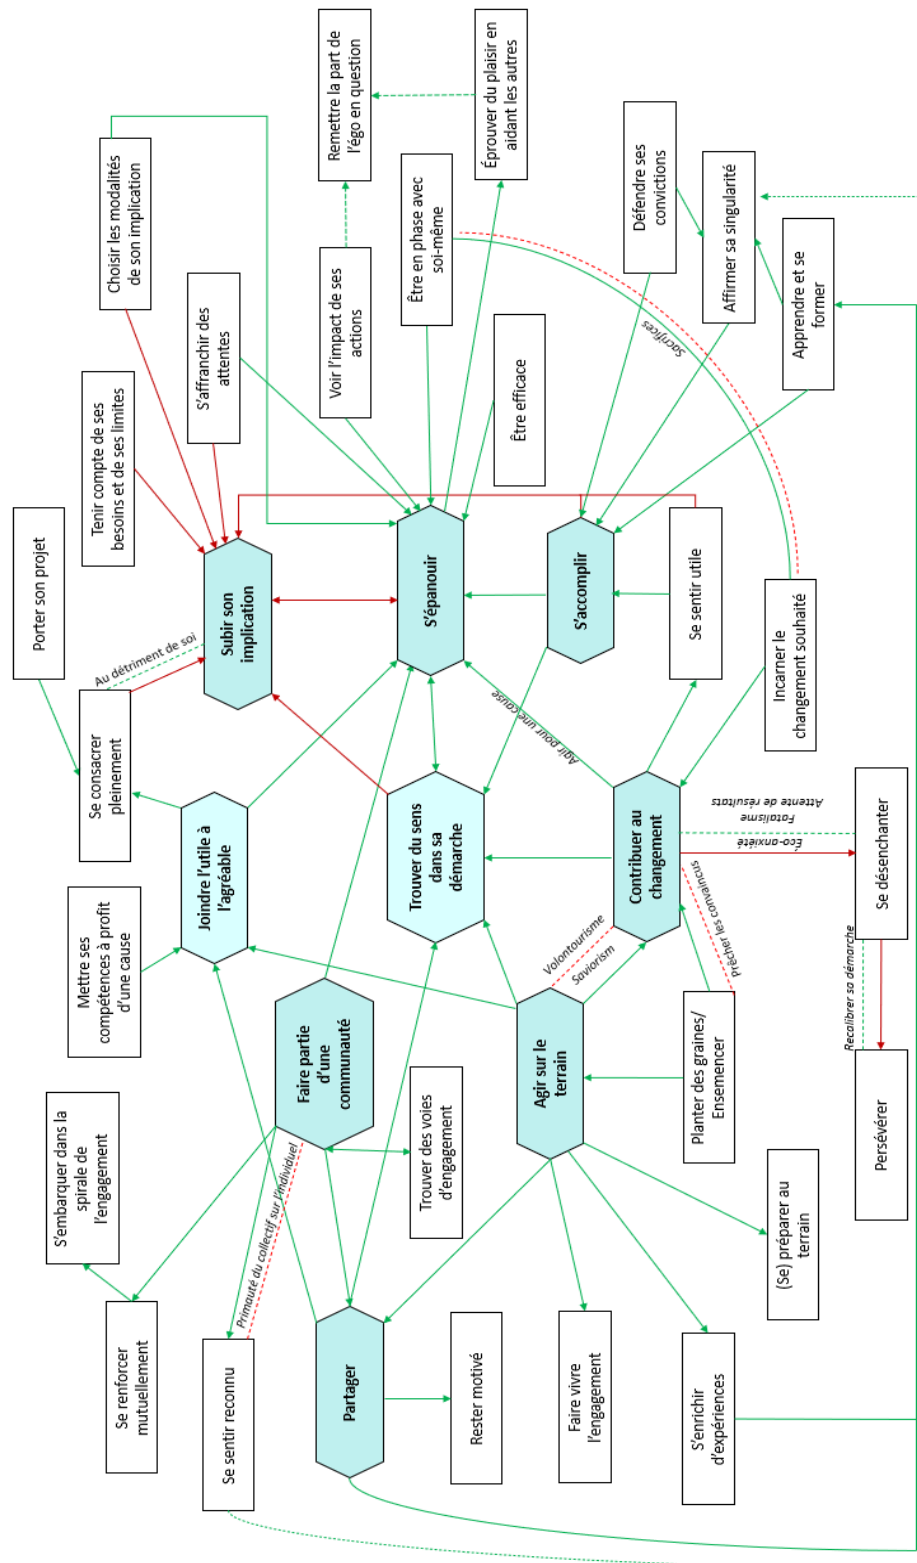 Porter son projet
S'embarquer dans la
spirale de
l'engagement
Mettre ses
compétences à profit
d'une cause
Se consacrer
pleinement
Tenir compte de ses
besoins et de ses limites
Choisir les modalités
de son implication
Se renforcer
mutuellement
Au détriment de soi
Joindre l'utile à
l'agréable
Subir son
implication
S'affranchir des
attentes
Se sentir reconnu
Primauté du collectif sur l'individuel
Faire partie
d'une
communauté
Voir l'impact de ses
actions
Remettre la part de
l'égo en question
Partager
Trouver des voies
d'engagement
Trouver du sens
dans sa
démarche
S'épanouir
Être en phase avec
soi-même
Éprouver du plaisir en
aidant les autres
Rester motivé
Être efficace
Agir pour une cause
Agir sur le
terrain
Volontourisme
Saviorism
S'accomplir
Faire vivre
l'engagement
Contribuer au
changement
Défendre ses
convictions
Sacrifices
S'enrichir
d'expériences
Planter des graines/
Ensemencer
Prêcher les convaincus
Se sentir utile
Affirmer sa singularité
(Se) préparer au
terrain
Éco-anxiété
Fatalisme
Attente de résultats
Incarner le
changement souhaité
Apprendre et se
former
Persévérer
Recalibrer sa démarche
Se désenchanter